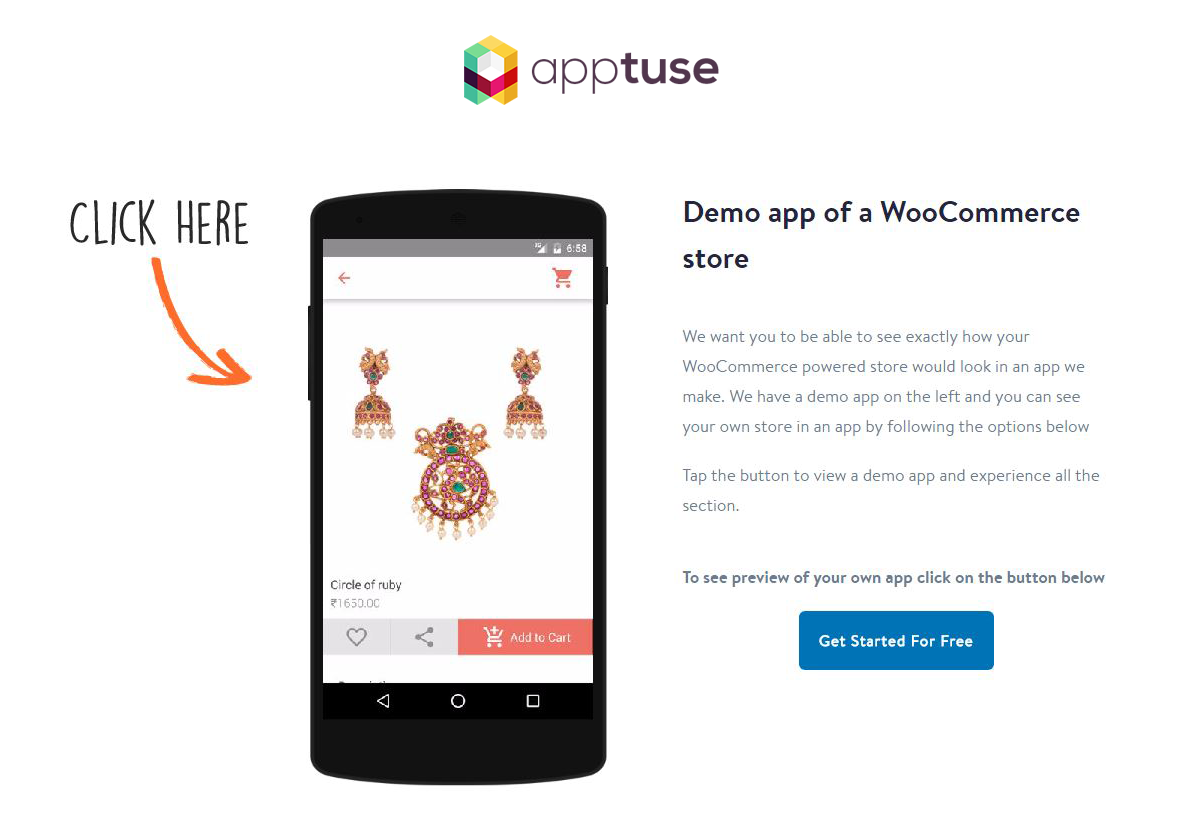 apptuse
CLICK HERE
6:58
Circle of ruby
₹1650.00
Add to Cart
Demo app of a WooCommerce
store
We want you to be able to see exactly how your
WooCommerce powered store would look in an app we
make. We have a demo app on the left and you can see
your own store in an app by following the options below
Tap the button to view a demo app and experience all the
section.
To see preview of your own app click on the button below
Get Started For Free